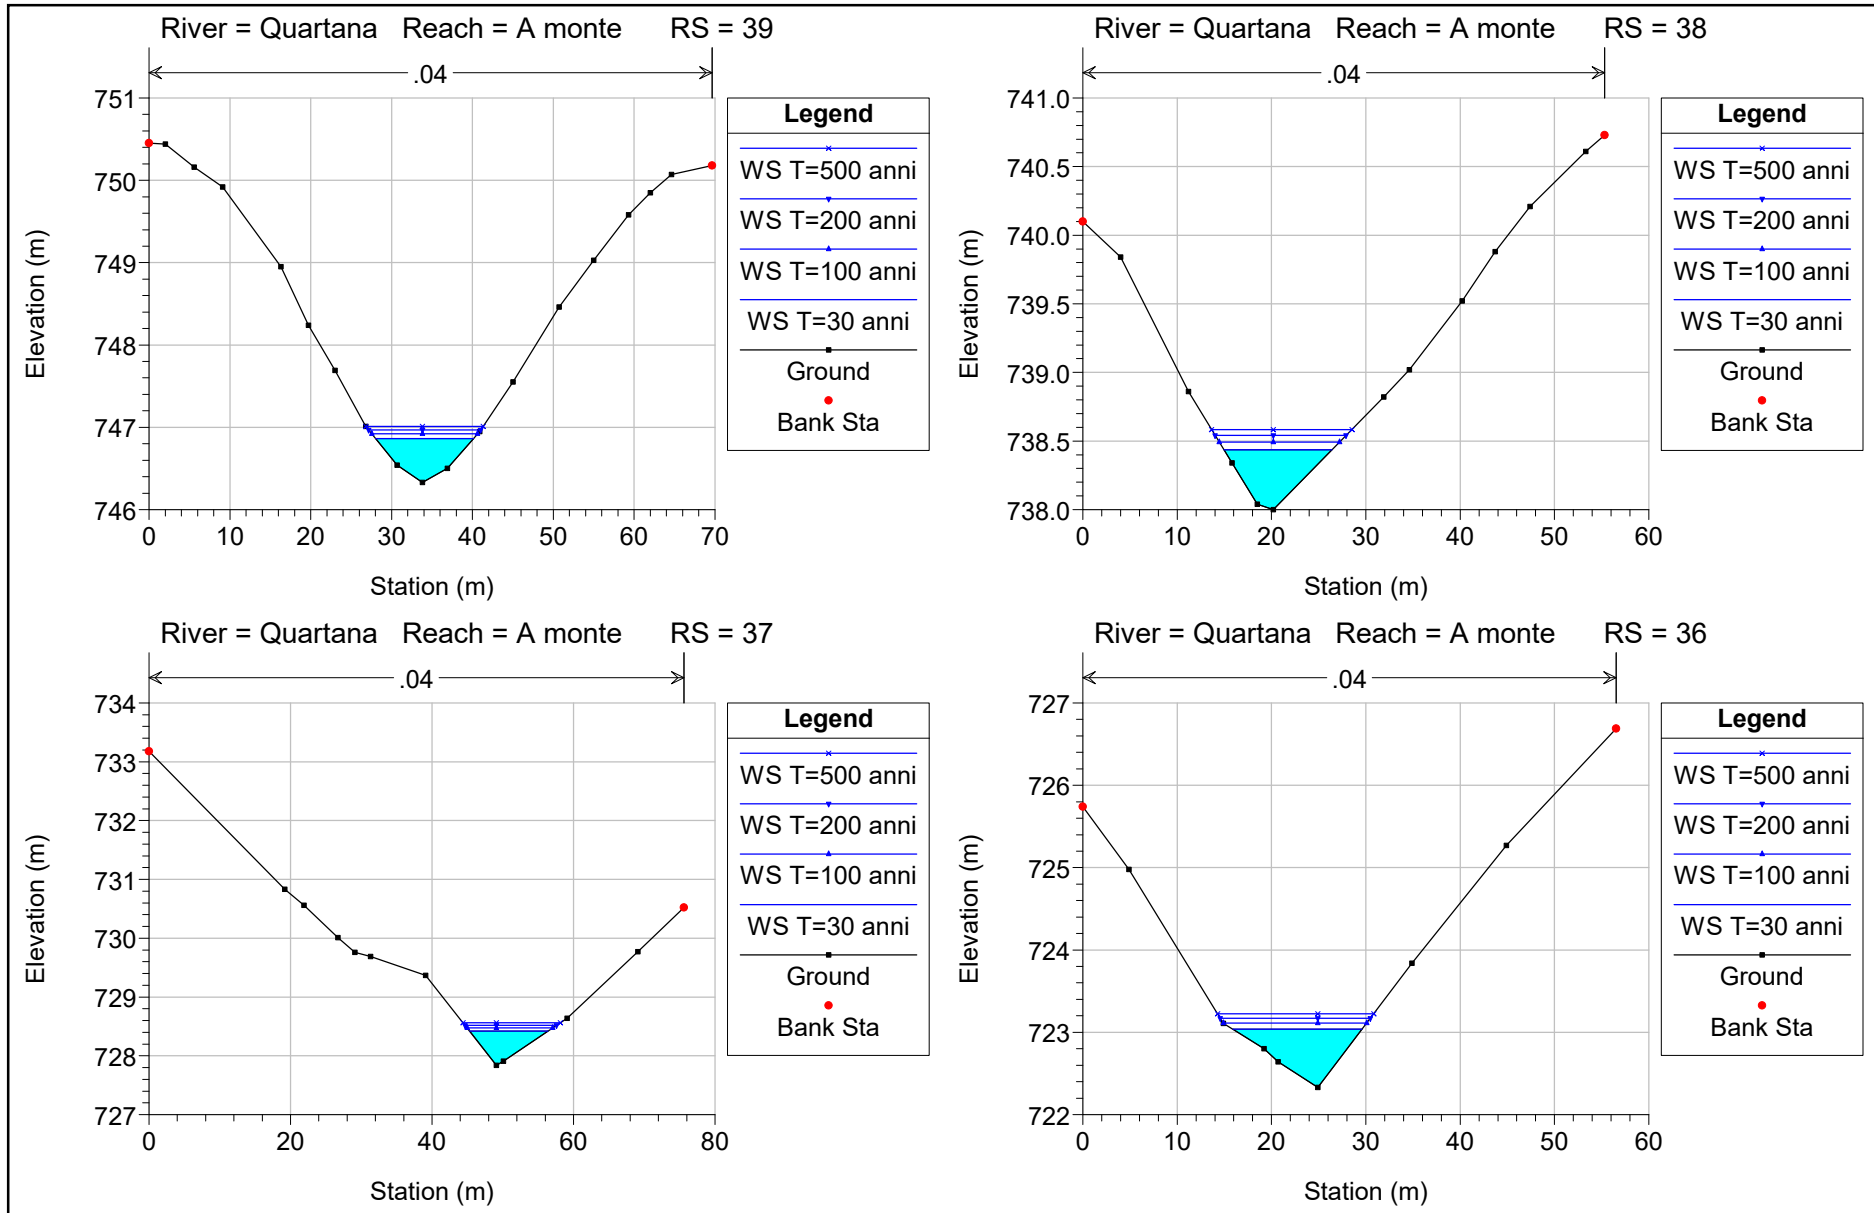 River = Quartana Reach = A monte RS = 39
.04
751
750
749
748
747
746
0 10 20 30 40 50 60 70
Elevation (m)
Station (m)
Legend
WS T=500 anni
WS T=200 anni
WS T=100 anni
WS T=30 anni
Ground
Bank Sta
River = Quartana Reach = A monte RS = 38
.04
741.0
740.5
740.0
739.5
739.0
738.5
738.0
0 10 20 30 40 50 60
Elevation (m)
Station (m)
Legend
WS T=500 anni
WS T=200 anni
WS T=100 anni
WS T=30 anni
Ground
Bank Sta
River = Quartana Reach = A monte RS = 37
.04
734
733
732
731
730
729
728
727
0 20 40 60 80
Elevation (m)
Station (m)
Legend
WS T=500 anni
WS T=200 anni
WS T=100 anni
WS T=30 anni
Ground
Bank Sta
River = Quartana Reach = A monte RS = 36
.04
727
726
725
724
723
722
0 10 20 30 40 50 60
Elevation (m)
Station (m)
Legend
WS T=500 anni
WS T=200 anni
WS T=100 anni
WS T=30 anni
Ground
Bank Sta